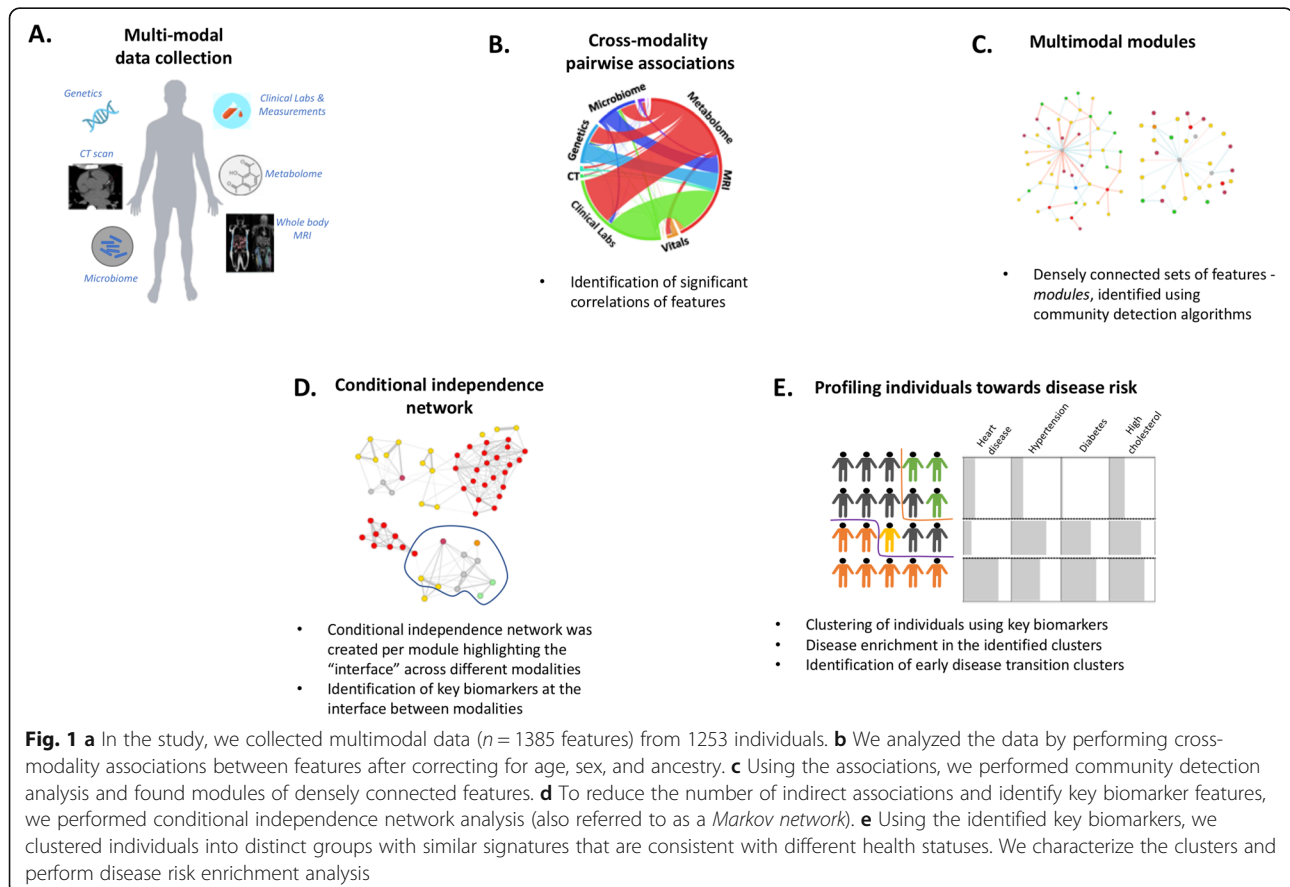 A.
Multi-modal
data collection
Genetics
Clinical Labs &
Measurements
CT scan
Metabolome
Whole body
MRI
Microbiome
B.
Cross-modality
pairwise associations
Microbiome
Metabolome
Genetics
CT
MRI
Clinical Labs
Vitals
• Identification of significant
correlations of features
C.
Multimodal modules
• Densely connected sets of features -
modules, identified using
community detection algorithms
D.
Conditional independence
network
• Conditional independence network was
created per module highlighting the
“interface” across different modalities
• Identification of key biomarkers at the
interface between modalities
E.
Profiling individuals towards disease risk
Heart
disease
Hypertension
Diabetes
High
cholesterol
• Clustering of individuals using key biomarkers
• Disease enrichment in the identified clusters
• Identification of early disease transition clusters
Fig. 1 a In the study, we collected multimodal data (n = 1385 features) from 1253 individuals. b We analyzed the data by performing cross-
modality associations between features after correcting for age, sex, and ancestry. c Using the associations, we performed community detection
analysis and found modules of densely connected features. d To reduce the number of indirect associations and identify key biomarker features,
we performed conditional independence network analysis (also referred to as a Markov network). e Using the identified key biomarkers, we
clustered individuals into distinct groups with similar signatures that are consistent with different health statuses. We characterize the clusters and
perform disease risk enrichment analysis